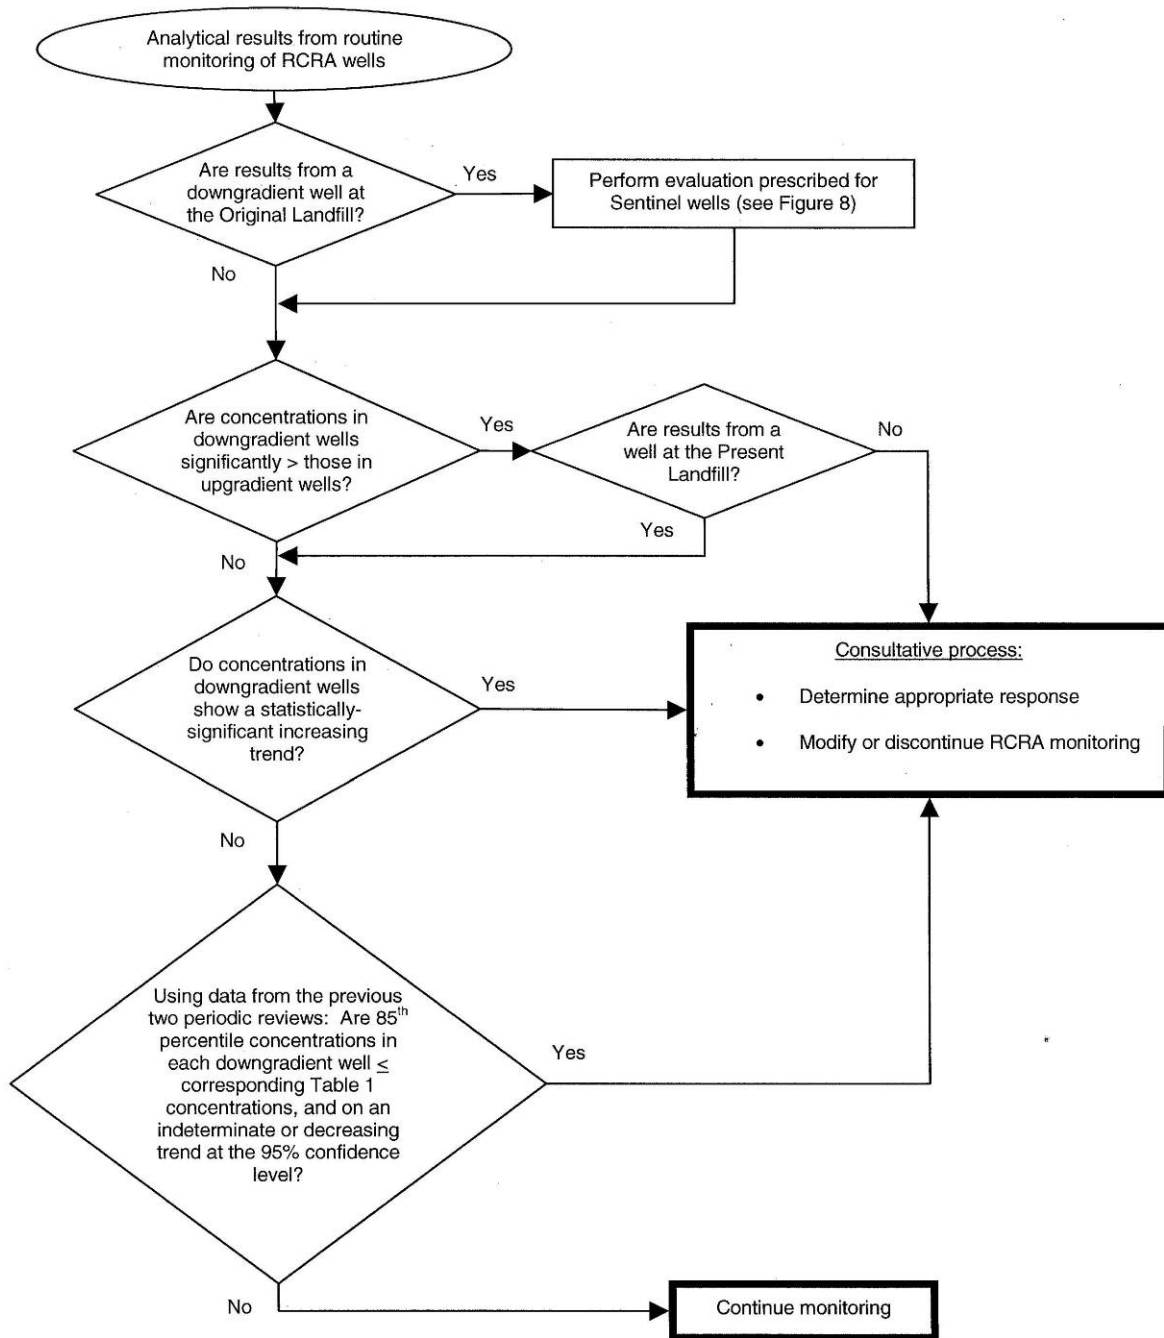 Analytical results from routine
monitoring of RCRA wells
Are results from a
downgradient well at
the Original Landfill?
Yes
Perform evaluation prescribed for
Sentinel wells (see Figure 8)
No
Are concentrations in
downgradient wells
significantly > those in
upgradient wells?
Yes
Are results from a
well at the Present
Landfill?
No
Yes
No
Do concentrations in
downgradient wells
show a statistically-
significant increasing
trend?
Yes
Consultative process:
• Determine appropriate response
• Modify or discontinue RCRA monitoring
No
Using data from the previous
two periodic reviews: Are 85th
percentile concentrations in
each downgradient well ≤
corresponding Table 1
concentrations, and on an
indeterminate or decreasing
trend at the 95% confidence
level?
Yes
No
Continue monitoring